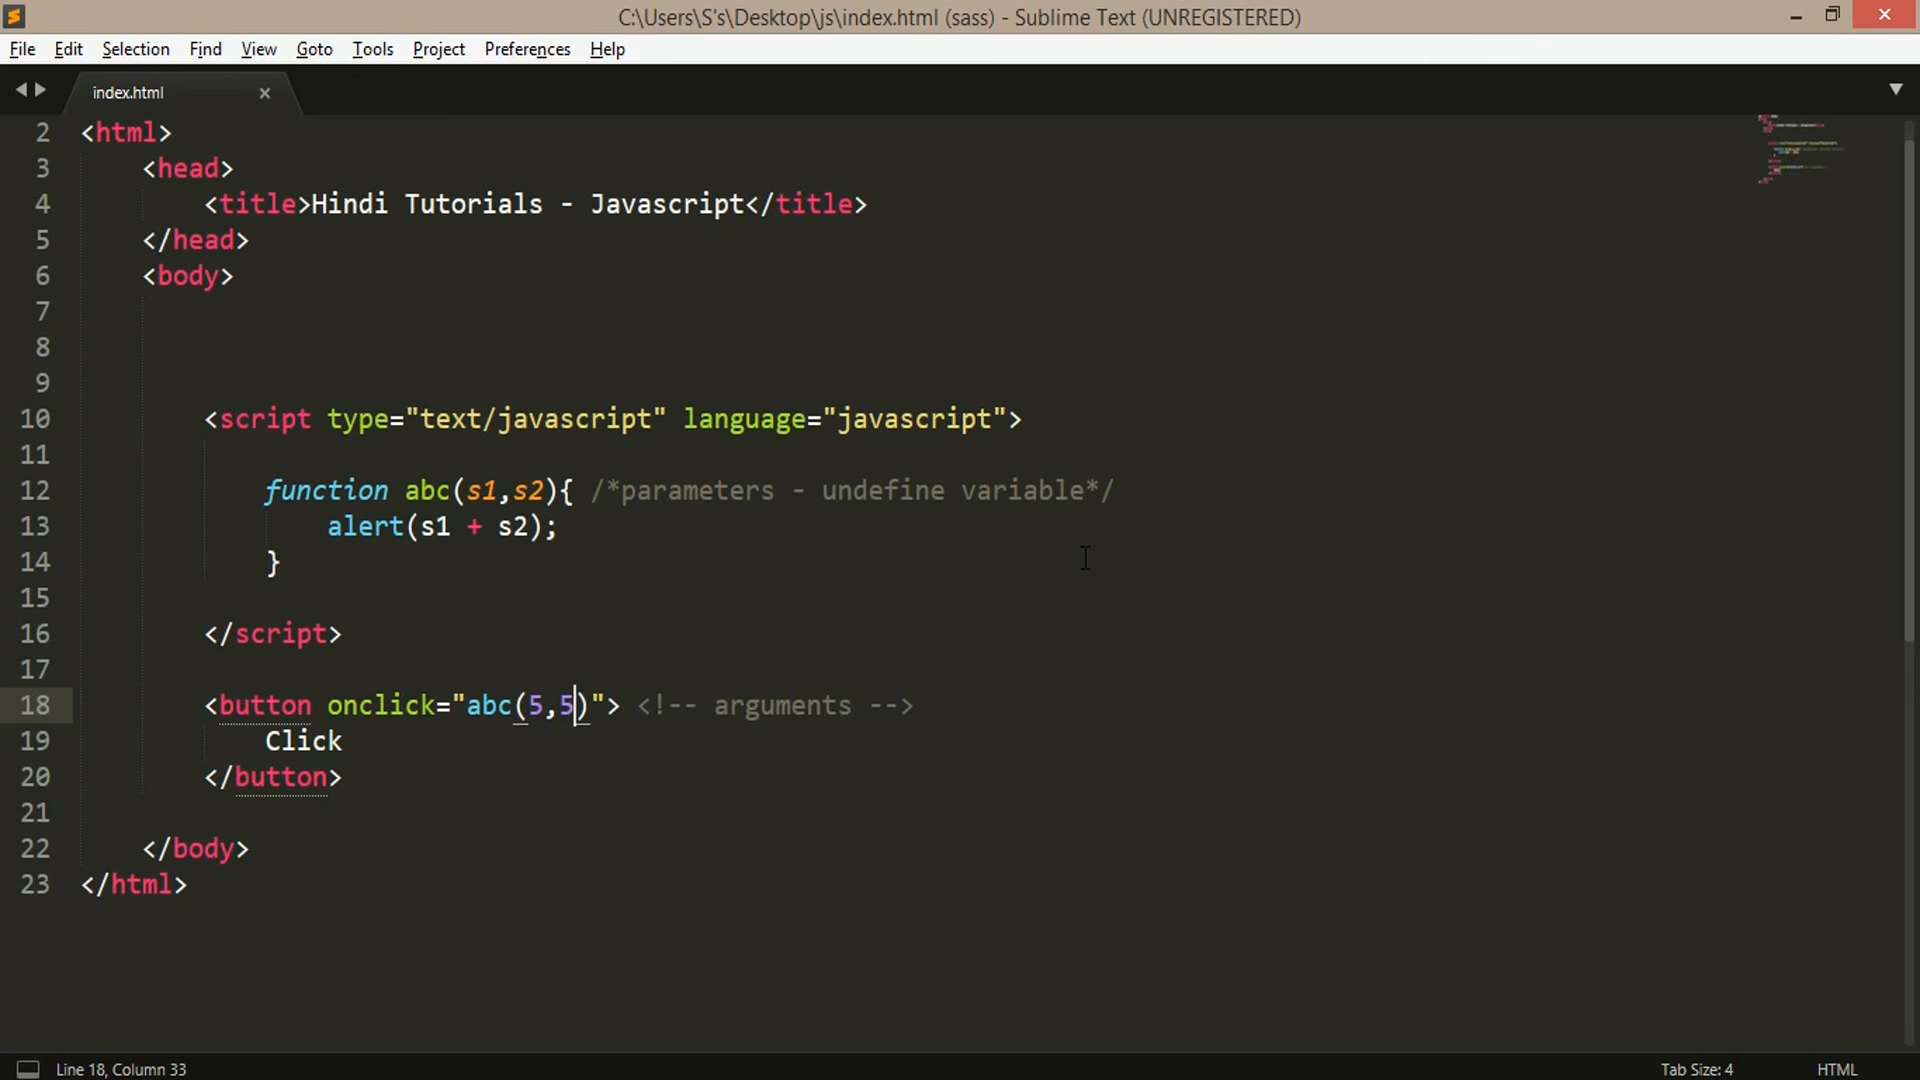 C:\Users\S's\Desktop\js\index.html (sass) - Sublime Text (UNREGISTERED)
File Edit Selection Find View Goto Tools Project Preferences Help
index.html
2 <html>
3 <head>
4 <title>Hindi Tutorials - Javascript</title>
5 </head>
6 <body>
7
8
9
10 <script type="text/javascript" language="javascript">
11
12 function abc(s1,s2){ /*parameters - undefine variable*/
13 alert(s1 + s2);
14 }
15
16 </script>
17
18 <button onclick="abc(5,5)"> <!-- arguments -->
19 Click
20 </button>
21
22 </body>
23 </html>
Line 18, Column 33 Tab Size: 4 HTML